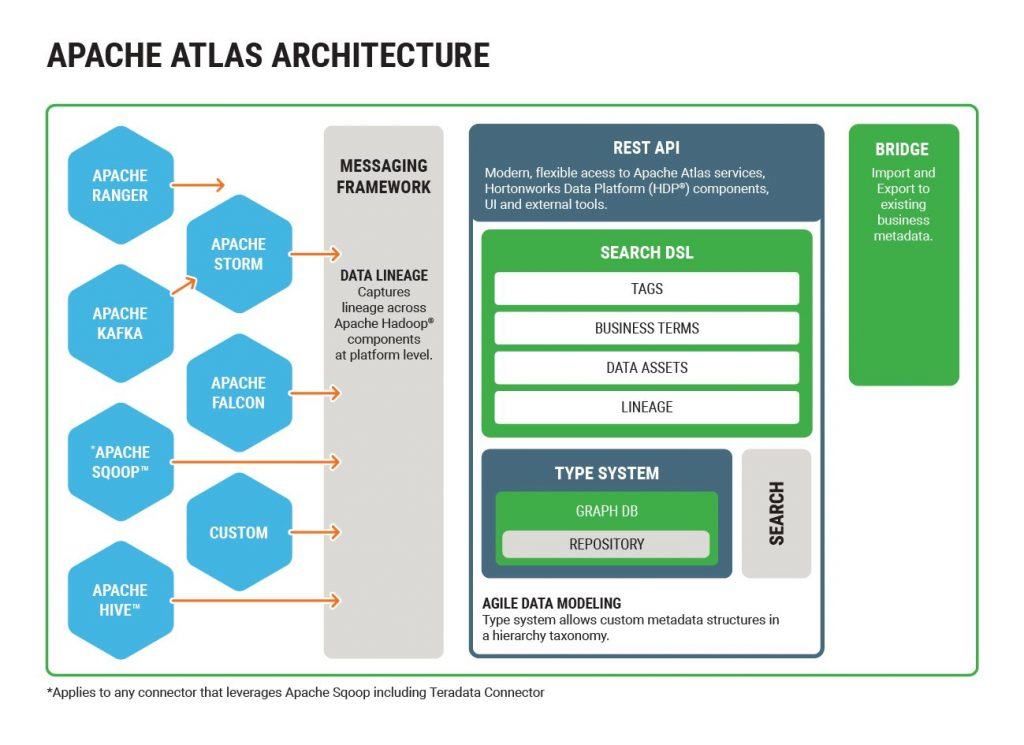 APACHE ATLAS ARCHITECTURE
APACHE
RANGER
APACHE
STORM
APACHE
KAFKA
APACHE
FALCON
*APACHE
SQOOP™
CUSTOM
APACHE
HIVE™
MESSAGING
FRAMEWORK
DATA LINEAGE
Captures
lineage across
Apache Hadoop®
components
at platform level.
REST API
Modern, flexible acess to Apache Atlas services,
Hortonworks Data Platform (HDP®) components,
UI and external tools.
SEARCH DSL
TAGS
BUSINESS TERMS
DATA ASSETS
LINEAGE
TYPE SYSTEM
GRAPH DB
REPOSITORY
SEARCH
AGILE DATA MODELING
Type system allows custom metadata structures in
a hierarchy taxonomy.
BRIDGE
Import and
Export to
existing
business
metadata.
*Applies to any connector that leverages Apache Sqoop including Teradata Connector